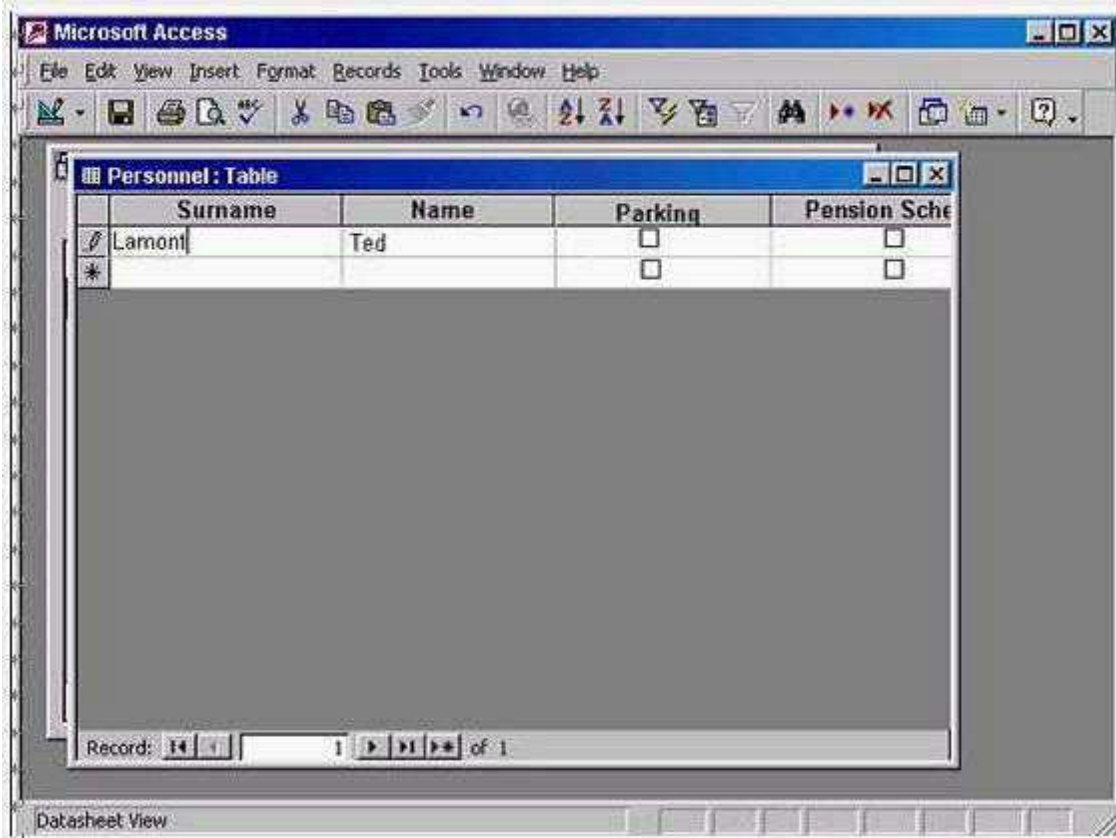 Microsoft Access
File Edit View Insert Format Records Tools Window Help
Personnel : Table
Surname Name Parking Pension Sche
Lamont Ted
Record: 1 of 1
Datasheet View